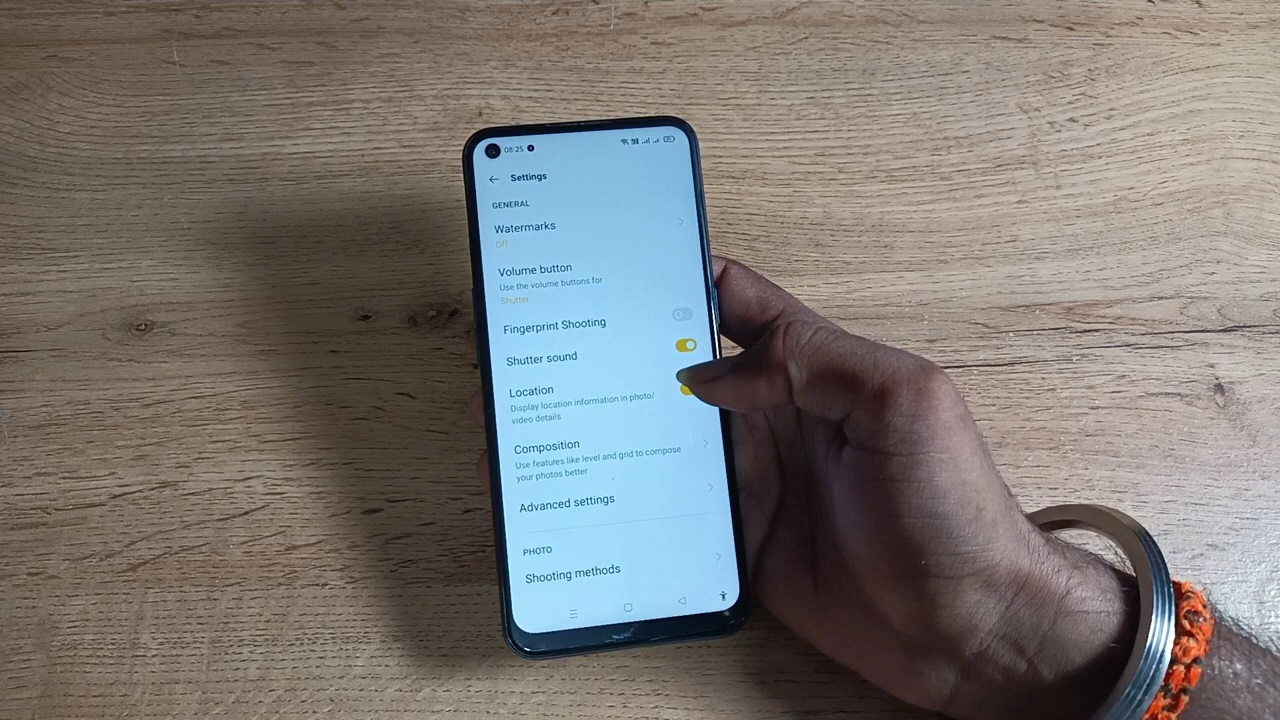 08:25
Settings
GENERAL
Watermarks
Off
Volume button
Use the volume buttons for
Shutter
Fingerprint Shooting
Shutter sound
Location
Display location information in photo/
video details
Composition
Use features like level and grid to compose
your photos better
Advanced settings
PHOTO
Shooting methods